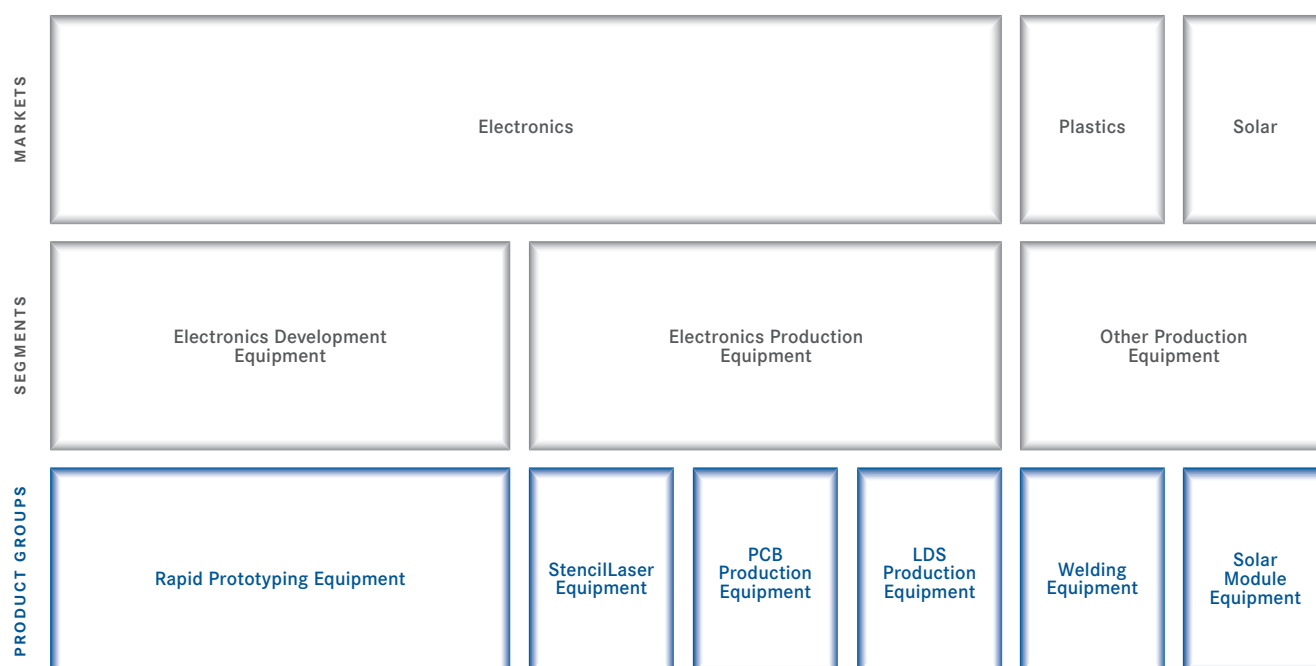 MARKETS
Electronics
Plastics
Solar
SEGMENTS
Electronics Development
Equipment
Electronics Production
Equipment
Other Production
Equipment
PRODUCT GROUPS
Rapid Prototyping Equipment
StencilLaser
Equipment
PCB
Production
Equipment
LDS
Production
Equipment
Welding
Equipment
Solar
Module
Equipment